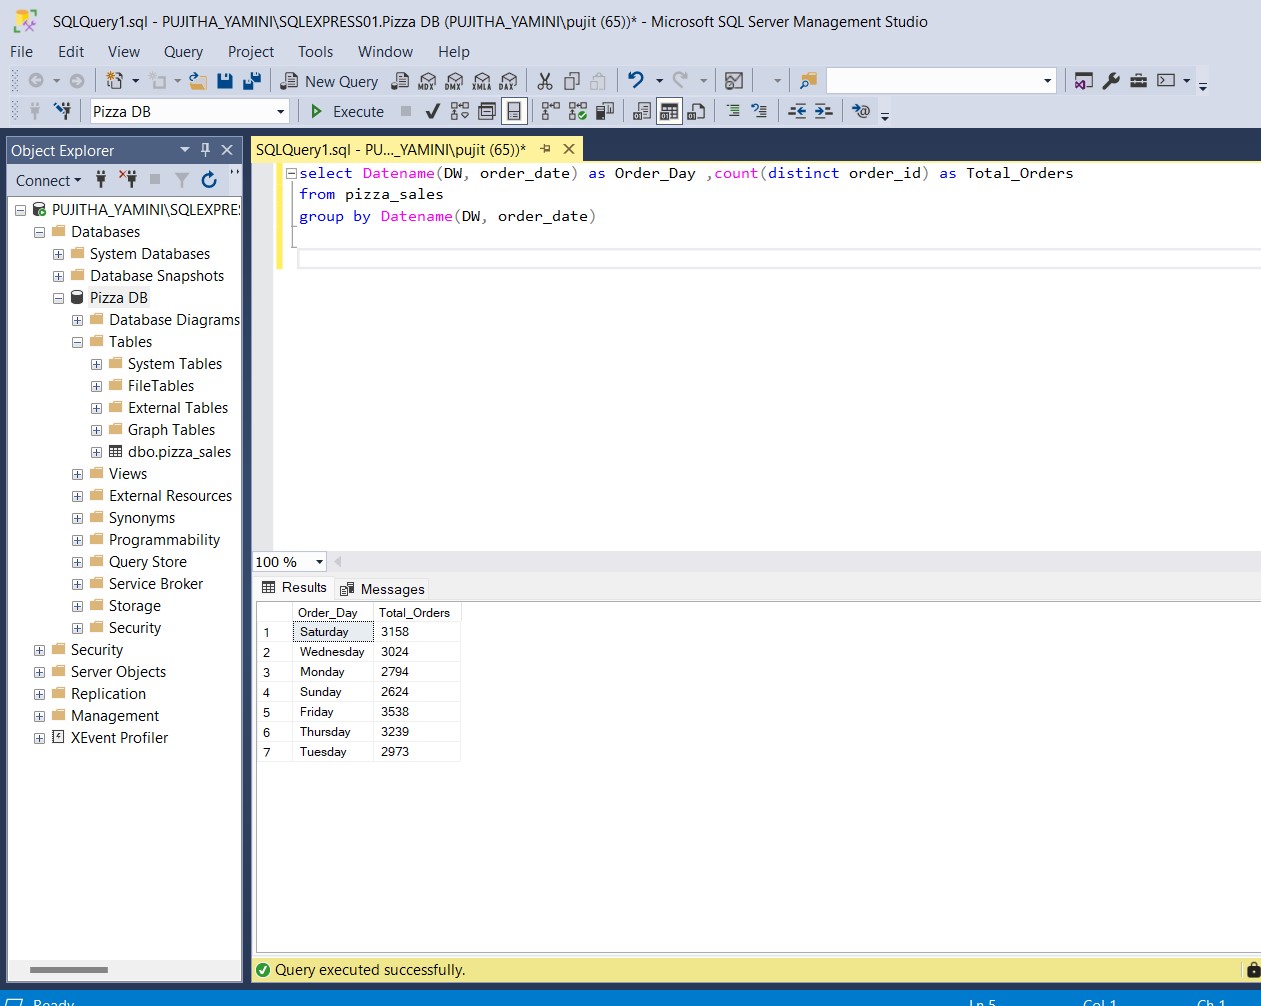 SQLQuery1.sql - PUJITHA_YAMINI\SQLEXPRESS01.Pizza DB (PUJITHA_YAMINI\pujit (65))* - Microsoft SQL Server Management Studio
File Edit View Query Project Tools Window Help
New Query MDX DMX XMLA DAX
Pizza DB Execute
Object Explorer
Connect
PUJITHA_YAMINI\SQLEXPRE
Databases
System Databases
Database Snapshots
Pizza DB
Database Diagrams
Tables
System Tables
FileTables
External Tables
Graph Tables
dbo.pizza_sales
Views
External Resources
Synonyms
Programmability
Query Store
Service Broker
Storage
Security
Security
Server Objects
Replication
Management
XEvent Profiler
SQLQuery1.sql - PU..._YAMINI\pujit (65))*
select Datename(DW, order_date) as Order_Day ,count(distinct order_id) as Total_Orders
from pizza_sales
group by Datename(DW, order_date)
100 %
Results Messages
Order_Day Total_Orders
1 Saturday 3158
2 Wednesday 3024
3 Monday 2794
4 Sunday 2624
5 Friday 3538
6 Thursday 3239
7 Tuesday 2973
Query executed successfully.
Ready Ln 5 Col 1 Ch 1